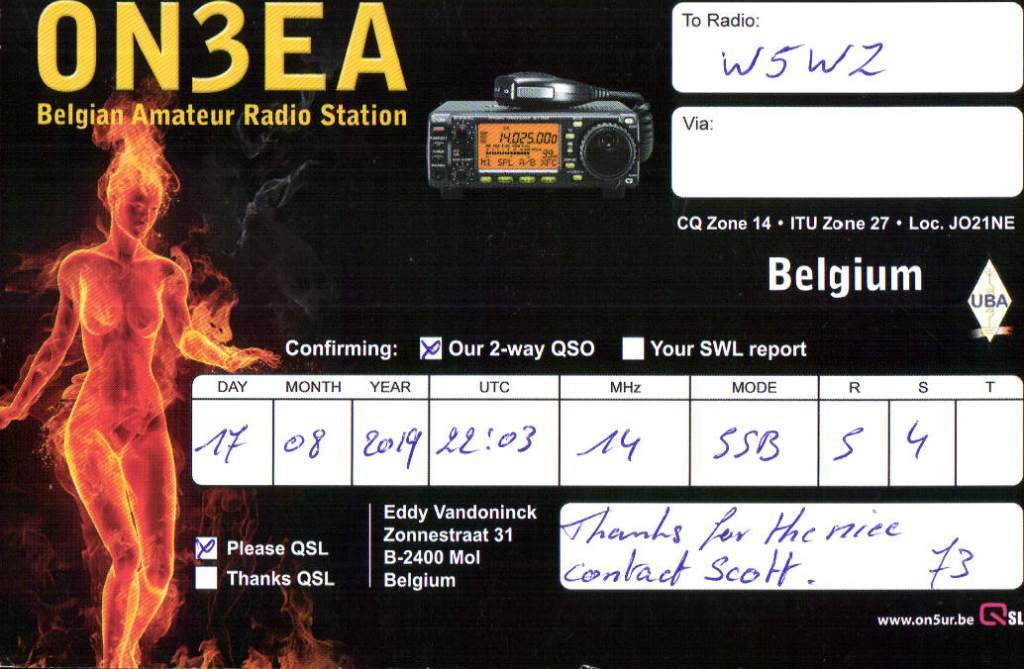 ON3EA
Belgian Amateur Radio Station
To Radio:
W5WZ
Via:
14.025.00
M1 SPL A/B XFC
CQ Zone 14 • ITU Zone 27 • Loc. JO21NE
Belgium
UBA
Confirming: Our 2-way QSO Your SWL report
DAY MONTH YEAR UTC MHz MODE R S T
17 08 2019 22:03 14 SSB 5 4
Please QSL
Thanks QSL
Eddy Vandoninck
Zonnestraat 31
B-2400 Mol
Belgium
Thanks for the nice
contact Scott. 73
www.on5ur.be QSL